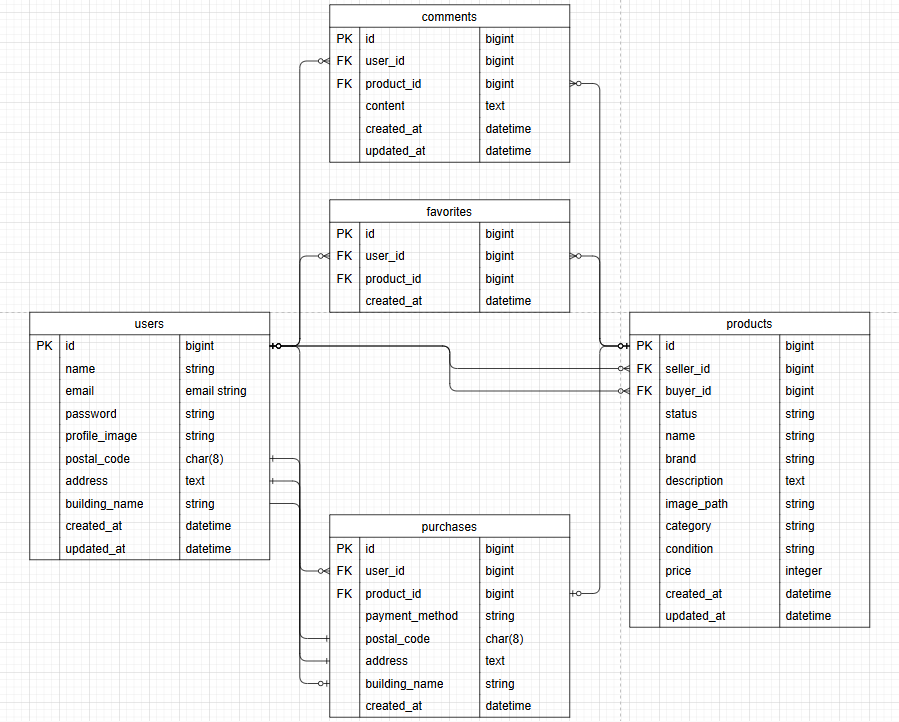 comments
PK id bigint
FK user_id bigint
FK product_id bigint
content text
created_at datetime
updated_at datetime
favorites
PK id bigint
FK user_id bigint
FK product_id bigint
created_at datetime
users
PK id bigint
name string
email email string
password string
profile_image string
postal_code char(8)
address text
building_name string
created_at datetime
updated_at datetime
products
PK id bigint
FK seller_id bigint
FK buyer_id bigint
status string
name string
brand string
description text
image_path string
category string
condition string
price integer
created_at datetime
updated_at datetime
purchases
PK id bigint
FK user_id bigint
FK product_id bigint
payment_method string
postal_code char(8)
address text
building_name string
created_at datetime